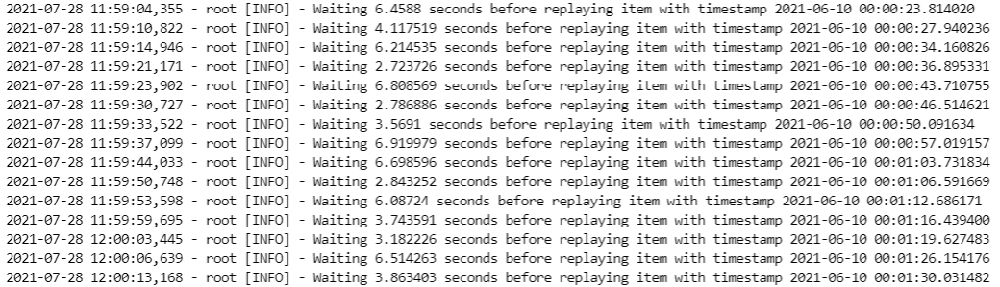 2021-07-28 11:59:04,355 - root [INFO] - Waiting 6.4588 seconds before replaying item with timestamp 2021-06-10 00:00:23.814020
2021-07-28 11:59:10,822 - root [INFO] - Waiting 4.117519 seconds before replaying item with timestamp 2021-06-10 00:00:27.940236
2021-07-28 11:59:14,946 - root [INFO] - Waiting 6.214535 seconds before replaying item with timestamp 2021-06-10 00:00:34.160826
2021-07-28 11:59:21,171 - root [INFO] - Waiting 2.723726 seconds before replaying item with timestamp 2021-06-10 00:00:36.895331
2021-07-28 11:59:23,902 - root [INFO] - Waiting 6.808569 seconds before replaying item with timestamp 2021-06-10 00:00:43.710755
2021-07-28 11:59:30,727 - root [INFO] - Waiting 2.786886 seconds before replaying item with timestamp 2021-06-10 00:00:46.514621
2021-07-28 11:59:33,522 - root [INFO] - Waiting 3.5691 seconds before replaying item with timestamp 2021-06-10 00:00:50.091634
2021-07-28 11:59:37,099 - root [INFO] - Waiting 6.919979 seconds before replaying item with timestamp 2021-06-10 00:00:57.019157
2021-07-28 11:59:44,033 - root [INFO] - Waiting 6.698596 seconds before replaying item with timestamp 2021-06-10 00:01:03.731834
2021-07-28 11:59:50,748 - root [INFO] - Waiting 2.843252 seconds before replaying item with timestamp 2021-06-10 00:01:06.591669
2021-07-28 11:59:53,598 - root [INFO] - Waiting 6.08724 seconds before replaying item with timestamp 2021-06-10 00:01:12.686171
2021-07-28 11:59:59,695 - root [INFO] - Waiting 3.743591 seconds before replaying item with timestamp 2021-06-10 00:01:16.439400
2021-07-28 12:00:03,445 - root [INFO] - Waiting 3.182226 seconds before replaying item with timestamp 2021-06-10 00:01:19.627483
2021-07-28 12:00:06,639 - root [INFO] - Waiting 6.514263 seconds before replaying item with timestamp 2021-06-10 00:01:26.154176
2021-07-28 12:00:13,168 - root [INFO] - Waiting 3.863403 seconds before replaying item with timestamp 2021-06-10 00:01:30.031482